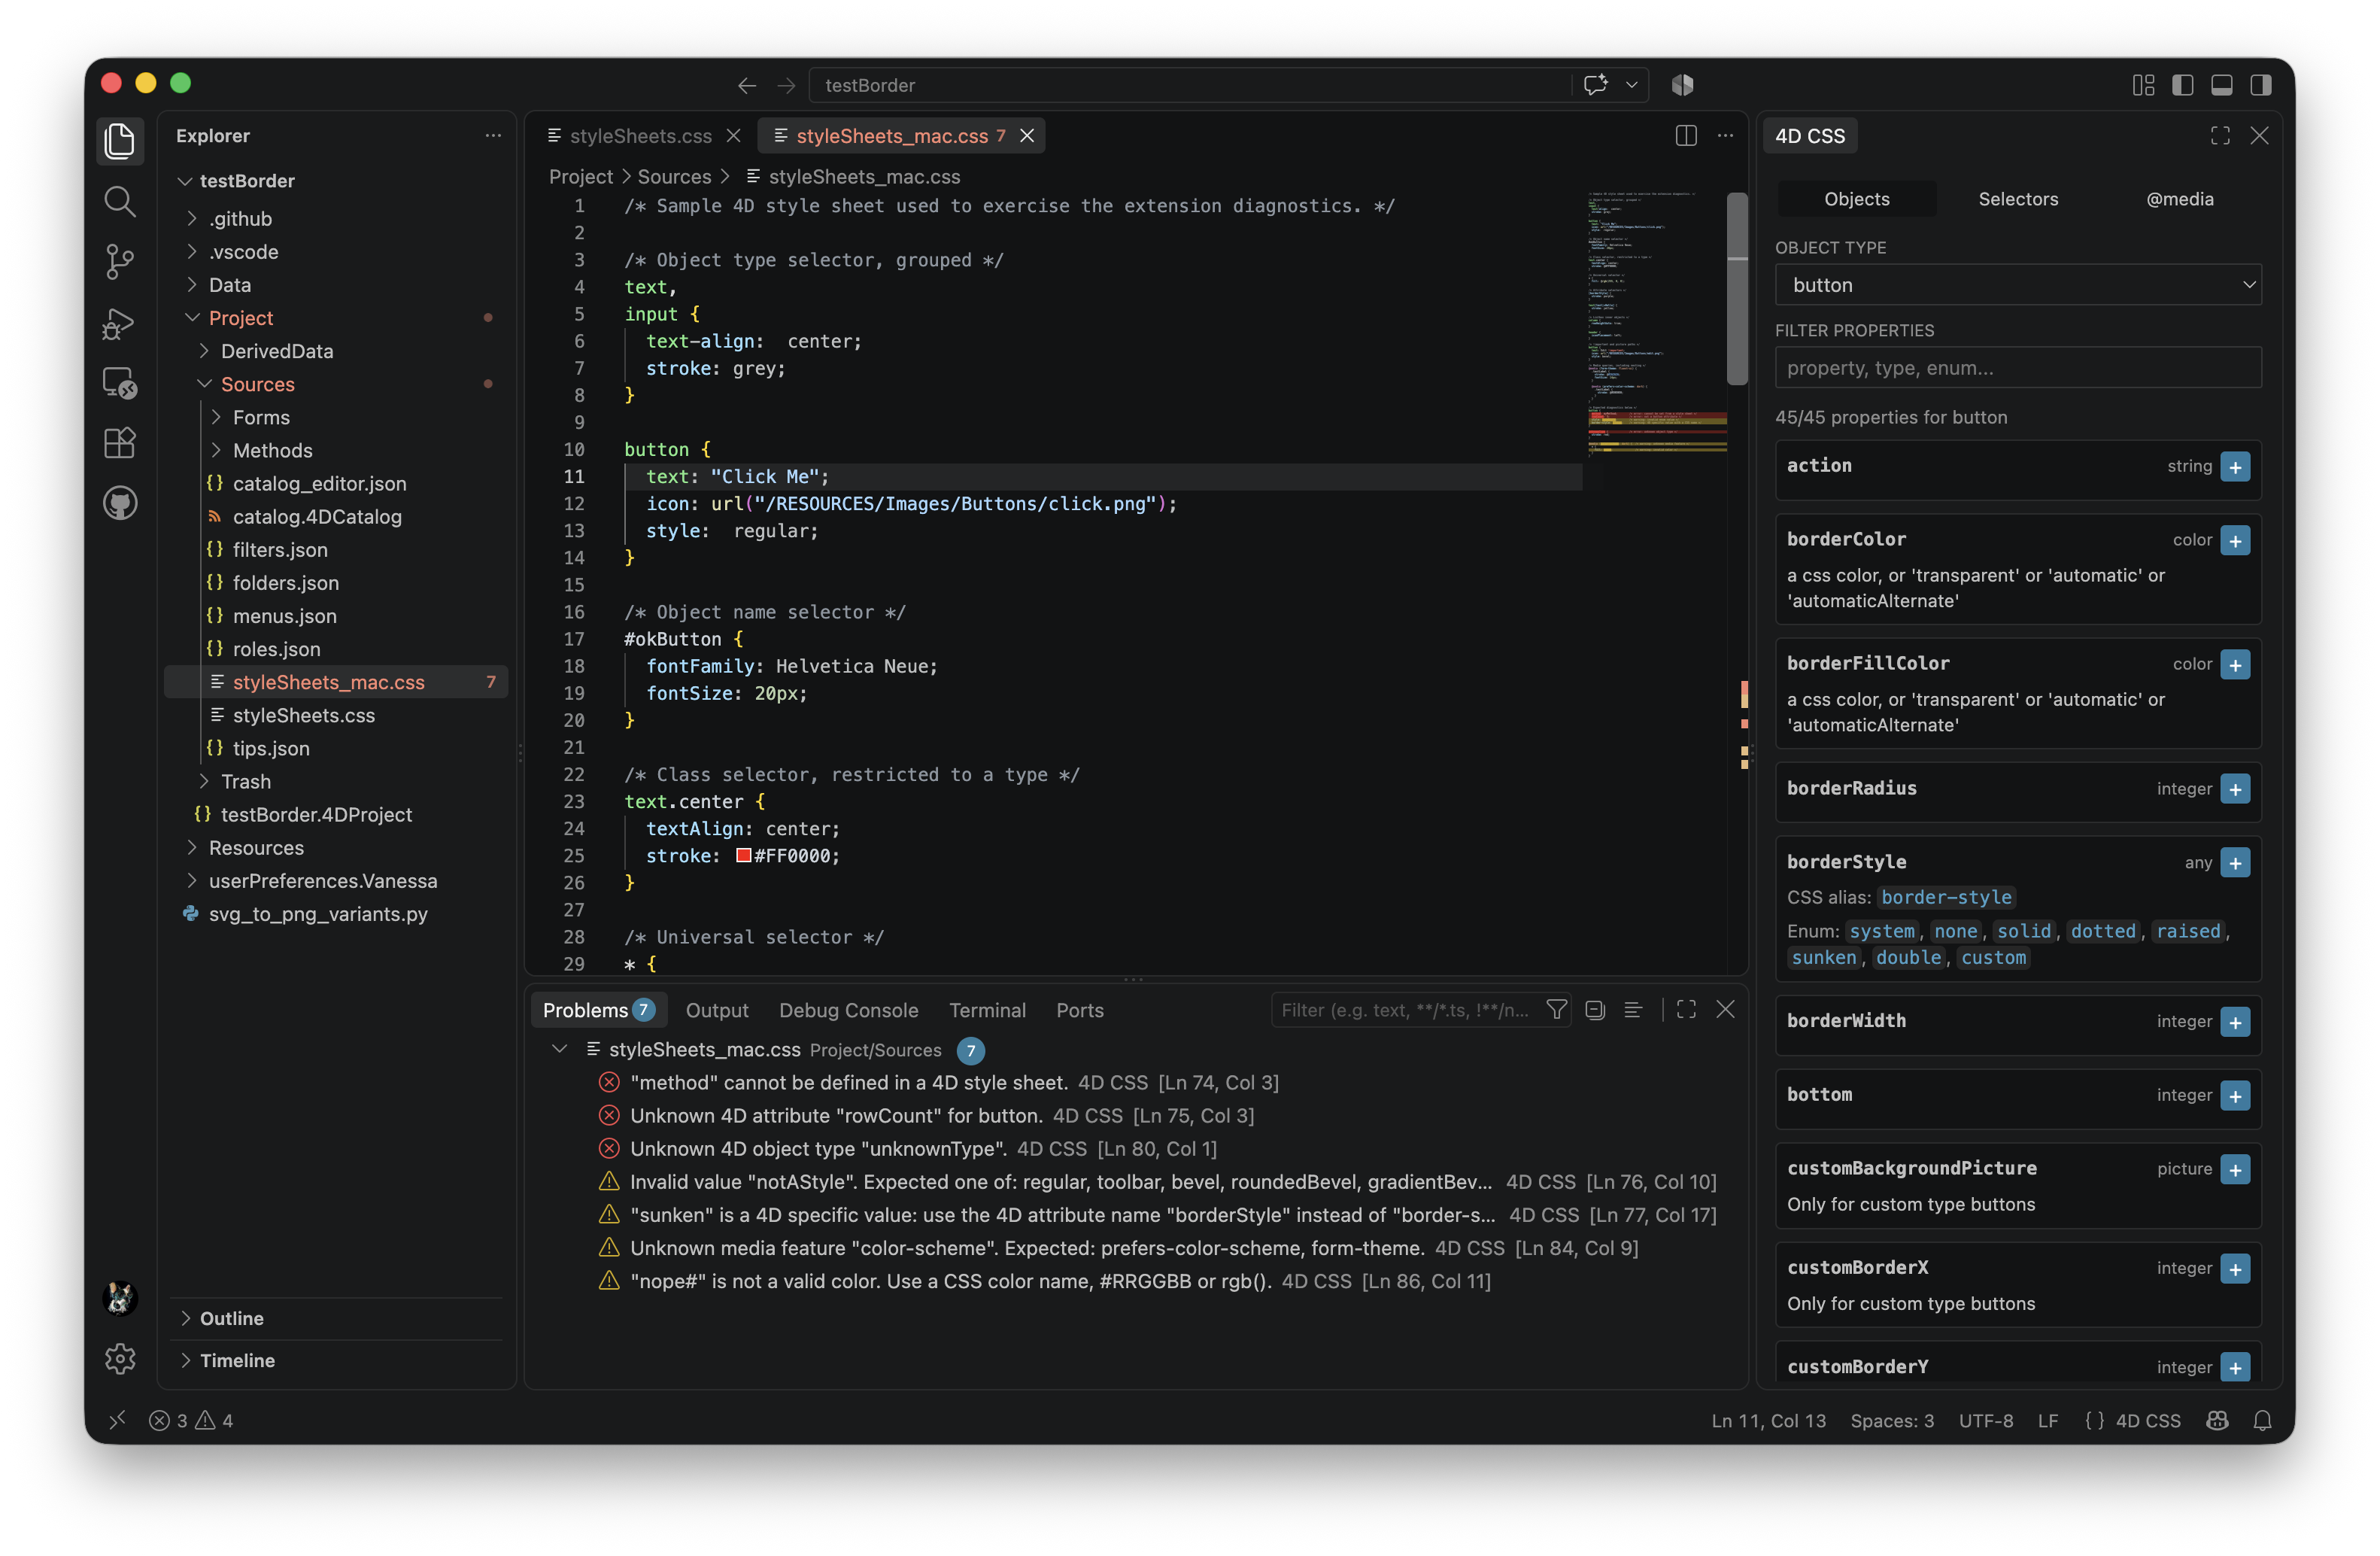 testBorder
Explorer
testBorder
.github
.vscode
Data
Project
DerivedData
Sources
Forms
Methods
{} catalog_editor.json
catalog.4DCatalog
{} filters.json
{} folders.json
{} menus.json
{} roles.json
styleSheets_mac.css 7
styleSheets.css
{} tips.json
Trash
{} testBorder.4DProject
Resources
userPreferences.Vanessa
svg_to_png_variants.py
Outline
Timeline
styleSheets.css
styleSheets_mac.css 7
Project > Sources > styleSheets_mac.css
1 /* Sample 4D style sheet used to exercise the extension diagnostics. */
2
3 /* Object type selector, grouped */
4 text,
5 input {
6 text-align:  center;
7 stroke: grey;
8 }
9
10 button {
11 text: "Click Me";
12 icon: url("/RESOURCES/Images/Buttons/click.png");
13 style:  regular;
14 }
15
16 /* Object name selector */
17 #okButton {
18 fontFamily: Helvetica Neue;
19 fontSize: 20px;
20 }
21
22 /* Class selector, restricted to a type */
23 text.center {
24 textAlign: center;
25 stroke: #FF0000;
26 }
27
28 /* Universal selector */
29 * {
Problems 7 Output Debug Console Terminal Ports
Filter (e.g. text, **/*.ts, !**/n...
styleSheets_mac.css Project/Sources 7
"method" cannot be defined in a 4D style sheet. 4D CSS [Ln 74, Col 3]
Unknown 4D attribute "rowCount" for button. 4D CSS [Ln 75, Col 3]
Unknown 4D object type "unknownType". 4D CSS [Ln 80, Col 1]
Invalid value "notAStyle". Expected one of: regular, toolbar, bevel, roundedBevel, gradientBev... 4D CSS [Ln 76, Col 10]
"sunken" is a 4D specific value: use the 4D attribute name "borderStyle" instead of "border-s... 4D CSS [Ln 77, Col 17]
Unknown media feature "color-scheme". Expected: prefers-color-scheme, form-theme. 4D CSS [Ln 84, Col 9]
"nope#" is not a valid color. Use a CSS color name, #RRGGBB or rgb(). 4D CSS [Ln 86, Col 11]
4D CSS
Objects Selectors @media
OBJECT TYPE
button
FILTER PROPERTIES
property, type, enum...
45/45 properties for button
action string +
borderColor color +
a css color, or 'transparent' or 'automatic' or
'automaticAlternate'
borderFillColor color +
a css color, or 'transparent' or 'automatic' or
'automaticAlternate'
borderRadius integer +
borderStyle any +
CSS alias: border-style
Enum: system, none, solid, dotted, raised,
sunken, double, custom
borderWidth integer +
bottom integer +
customBackgroundPicture picture +
Only for custom type buttons
customBorderX integer +
Only for custom type buttons
customBorderY integer +
3 4
Ln 11, Col 13 Spaces: 3 UTF-8 LF {} 4D CSS